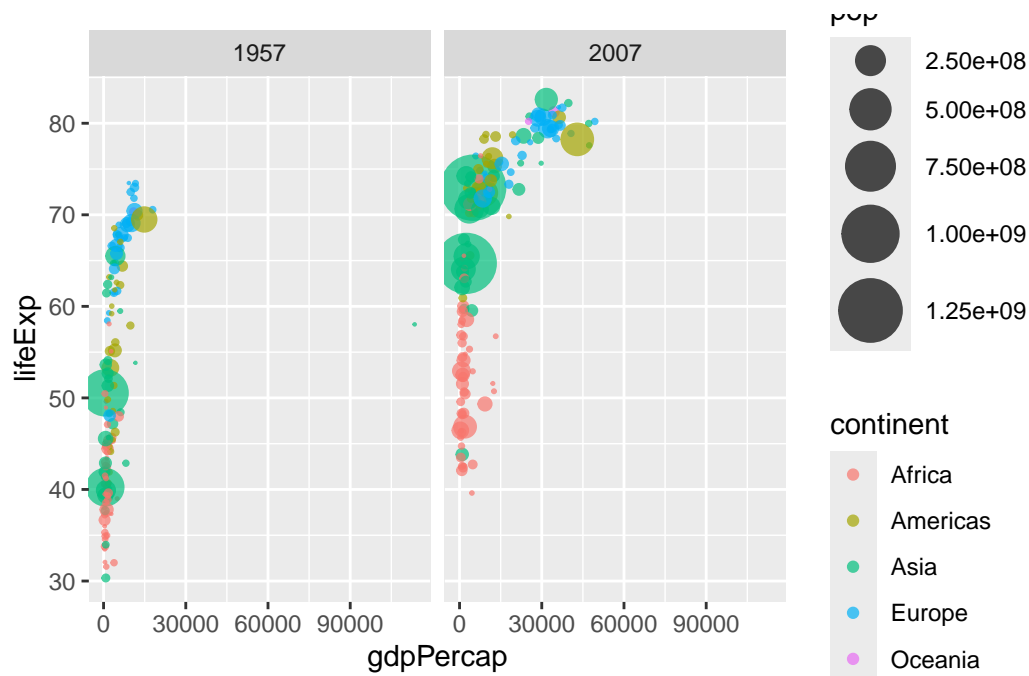 pop
1957 2007
2.50e+08
5.00e+08
7.50e+08
1.00e+09
1.25e+09
80
70
60
50
40
30
lifeExp
0 30000 60000 90000 0 30000 60000 90000
gdpPercap
continent
Africa
Americas
Asia
Europe
Oceania